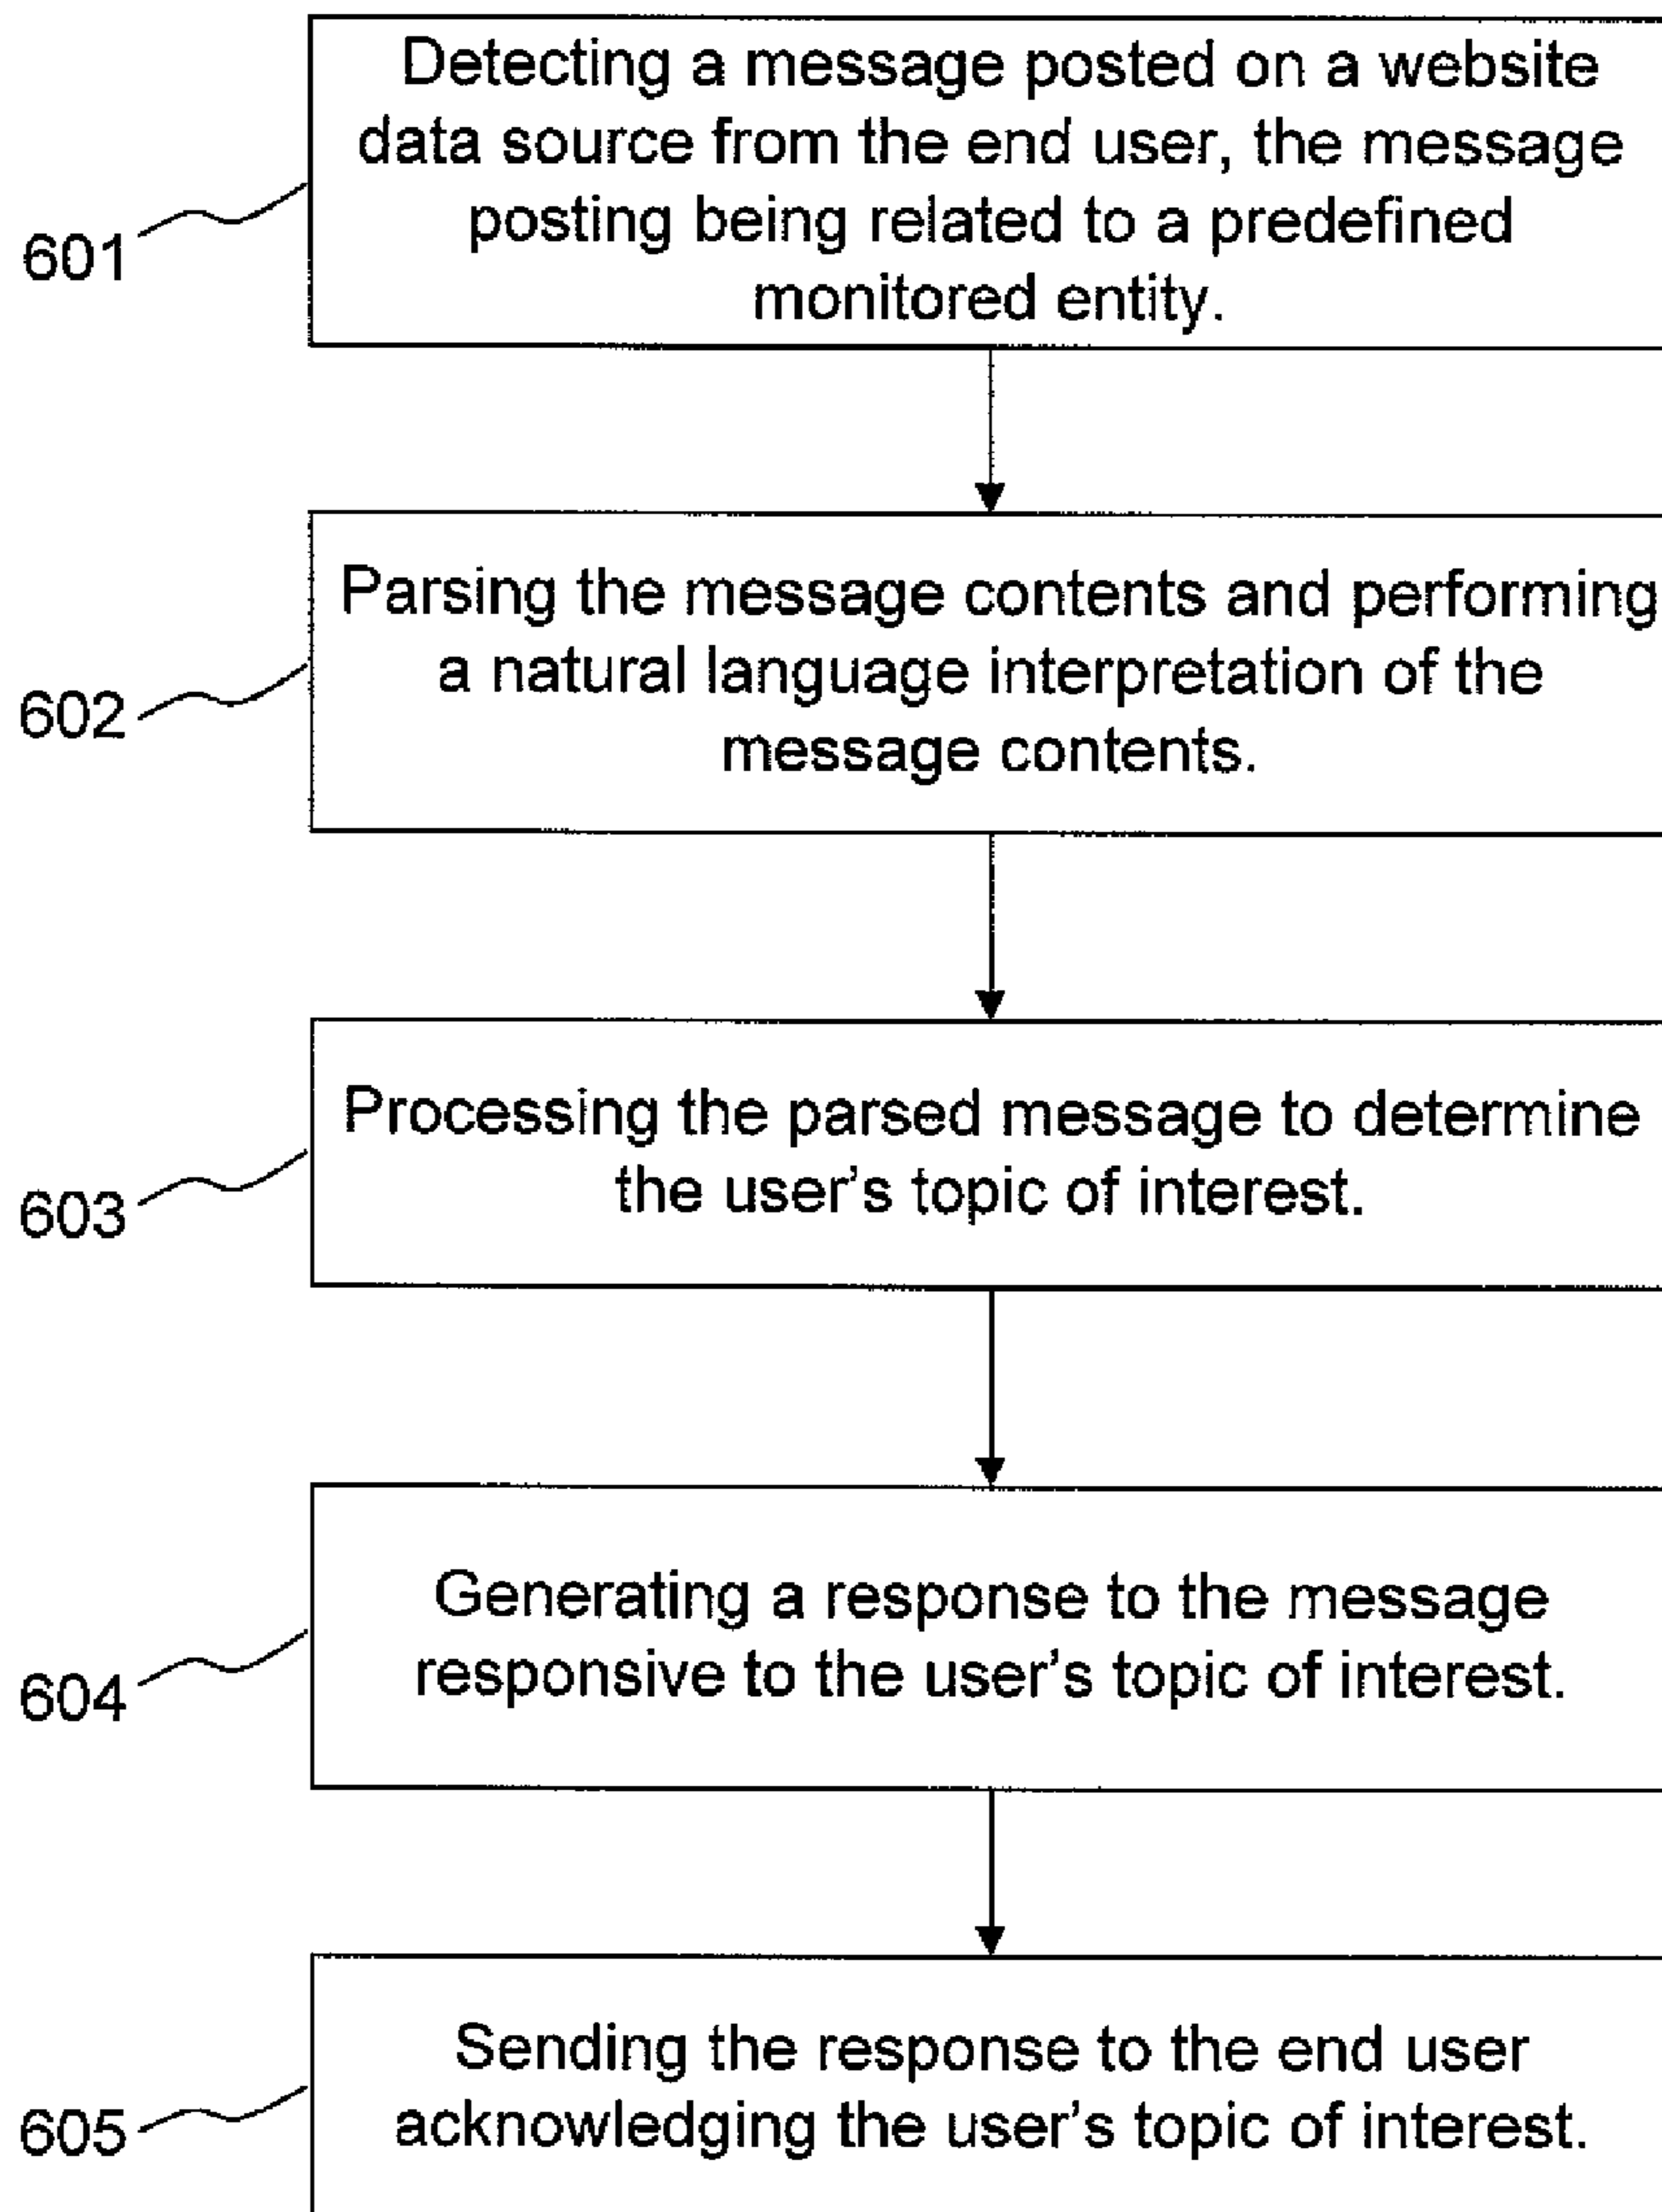 Detecting a message posted on a website
data source from the end user, the message
posting being related to a predefined
monitored entity.
601
Parsing the message contents and performing
a natural language interpretation of the
message contents.
602
Processing the parsed message to determine
the user's topic of interest.
603
Generating a response to the message
responsive to the user's topic of interest.
604
Sending the response to the end user
acknowledging the user's topic of interest.
605